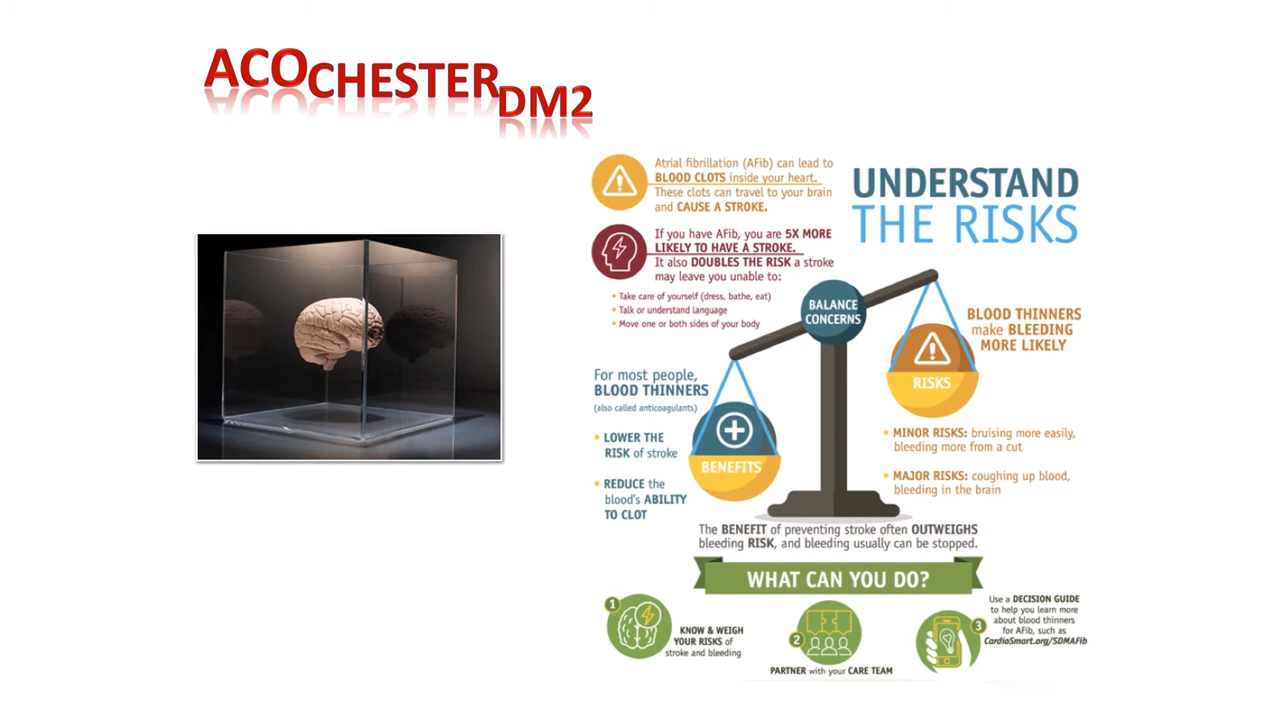 ACOCHESTERDM2
Atrial fibrillation (AFib) can lead to
BLOOD CLOTS inside your heart.
These clots can travel to your brain
and CAUSE A STROKE.
UNDERSTAND
THE RISKS
If you have AFib, you are 5X MORE
LIKELY TO HAVE A STROKE.
It also DOUBLES THE RISK a stroke
may leave you unable to:
• Take care of yourself (dress, bathe, eat)
• Talk or understand language
• Move one or both sides of your body
BALANCE
CONCERNS
BLOOD THINNERS
make BLEEDING
MORE LIKELY
RISKS
For most people,
BLOOD THINNERS
(also called anticoagulants)
• LOWER THE
RISK of stroke
• REDUCE the
blood's ABILITY
TO CLOT
BENEFITS
• MINOR RISKS: bruising more easily,
bleeding more from a cut
• MAJOR RISKS: coughing up blood,
bleeding in the brain
The BENEFIT of preventing stroke often OUTWEIGHS
bleeding RISK, and bleeding usually can be stopped.
WHAT CAN YOU DO?
1
KNOW & WEIGH
YOUR RISKS of
stroke and bleeding
2
PARTNER with your CARE TEAM
3
Use a DECISION GUIDE
to help you learn more
about blood thinners
for AFib, such as
CardioSmart.org/SDMAFib